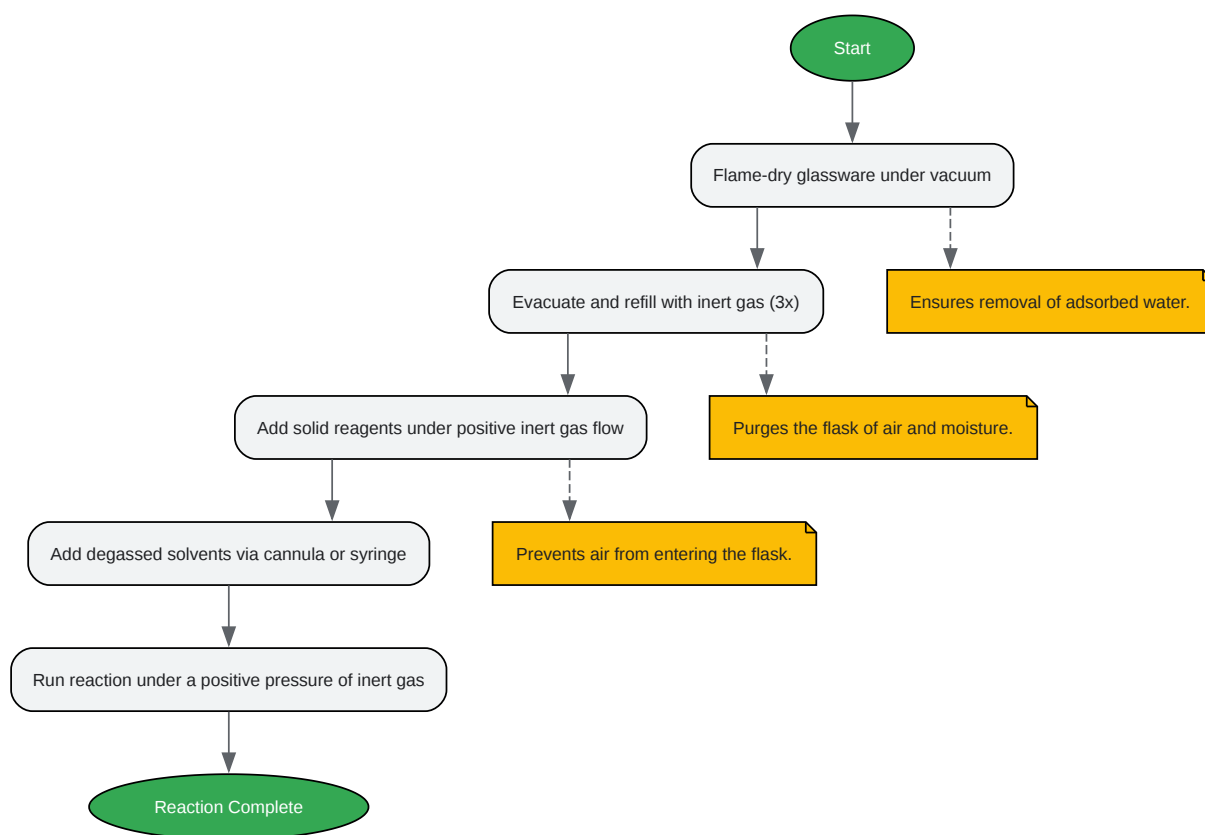 Start
Flame-dry glassware under vacuum
Evacuate and refill with inert gas (3x)
Ensures removal of adsorbed water.
Add solid reagents under positive inert gas flow
Purges the flask of air and moisture.
Add degassed solvents via cannula or syringe
Prevents air from entering the flask.
Run reaction under a positive pressure of inert gas
Reaction Complete